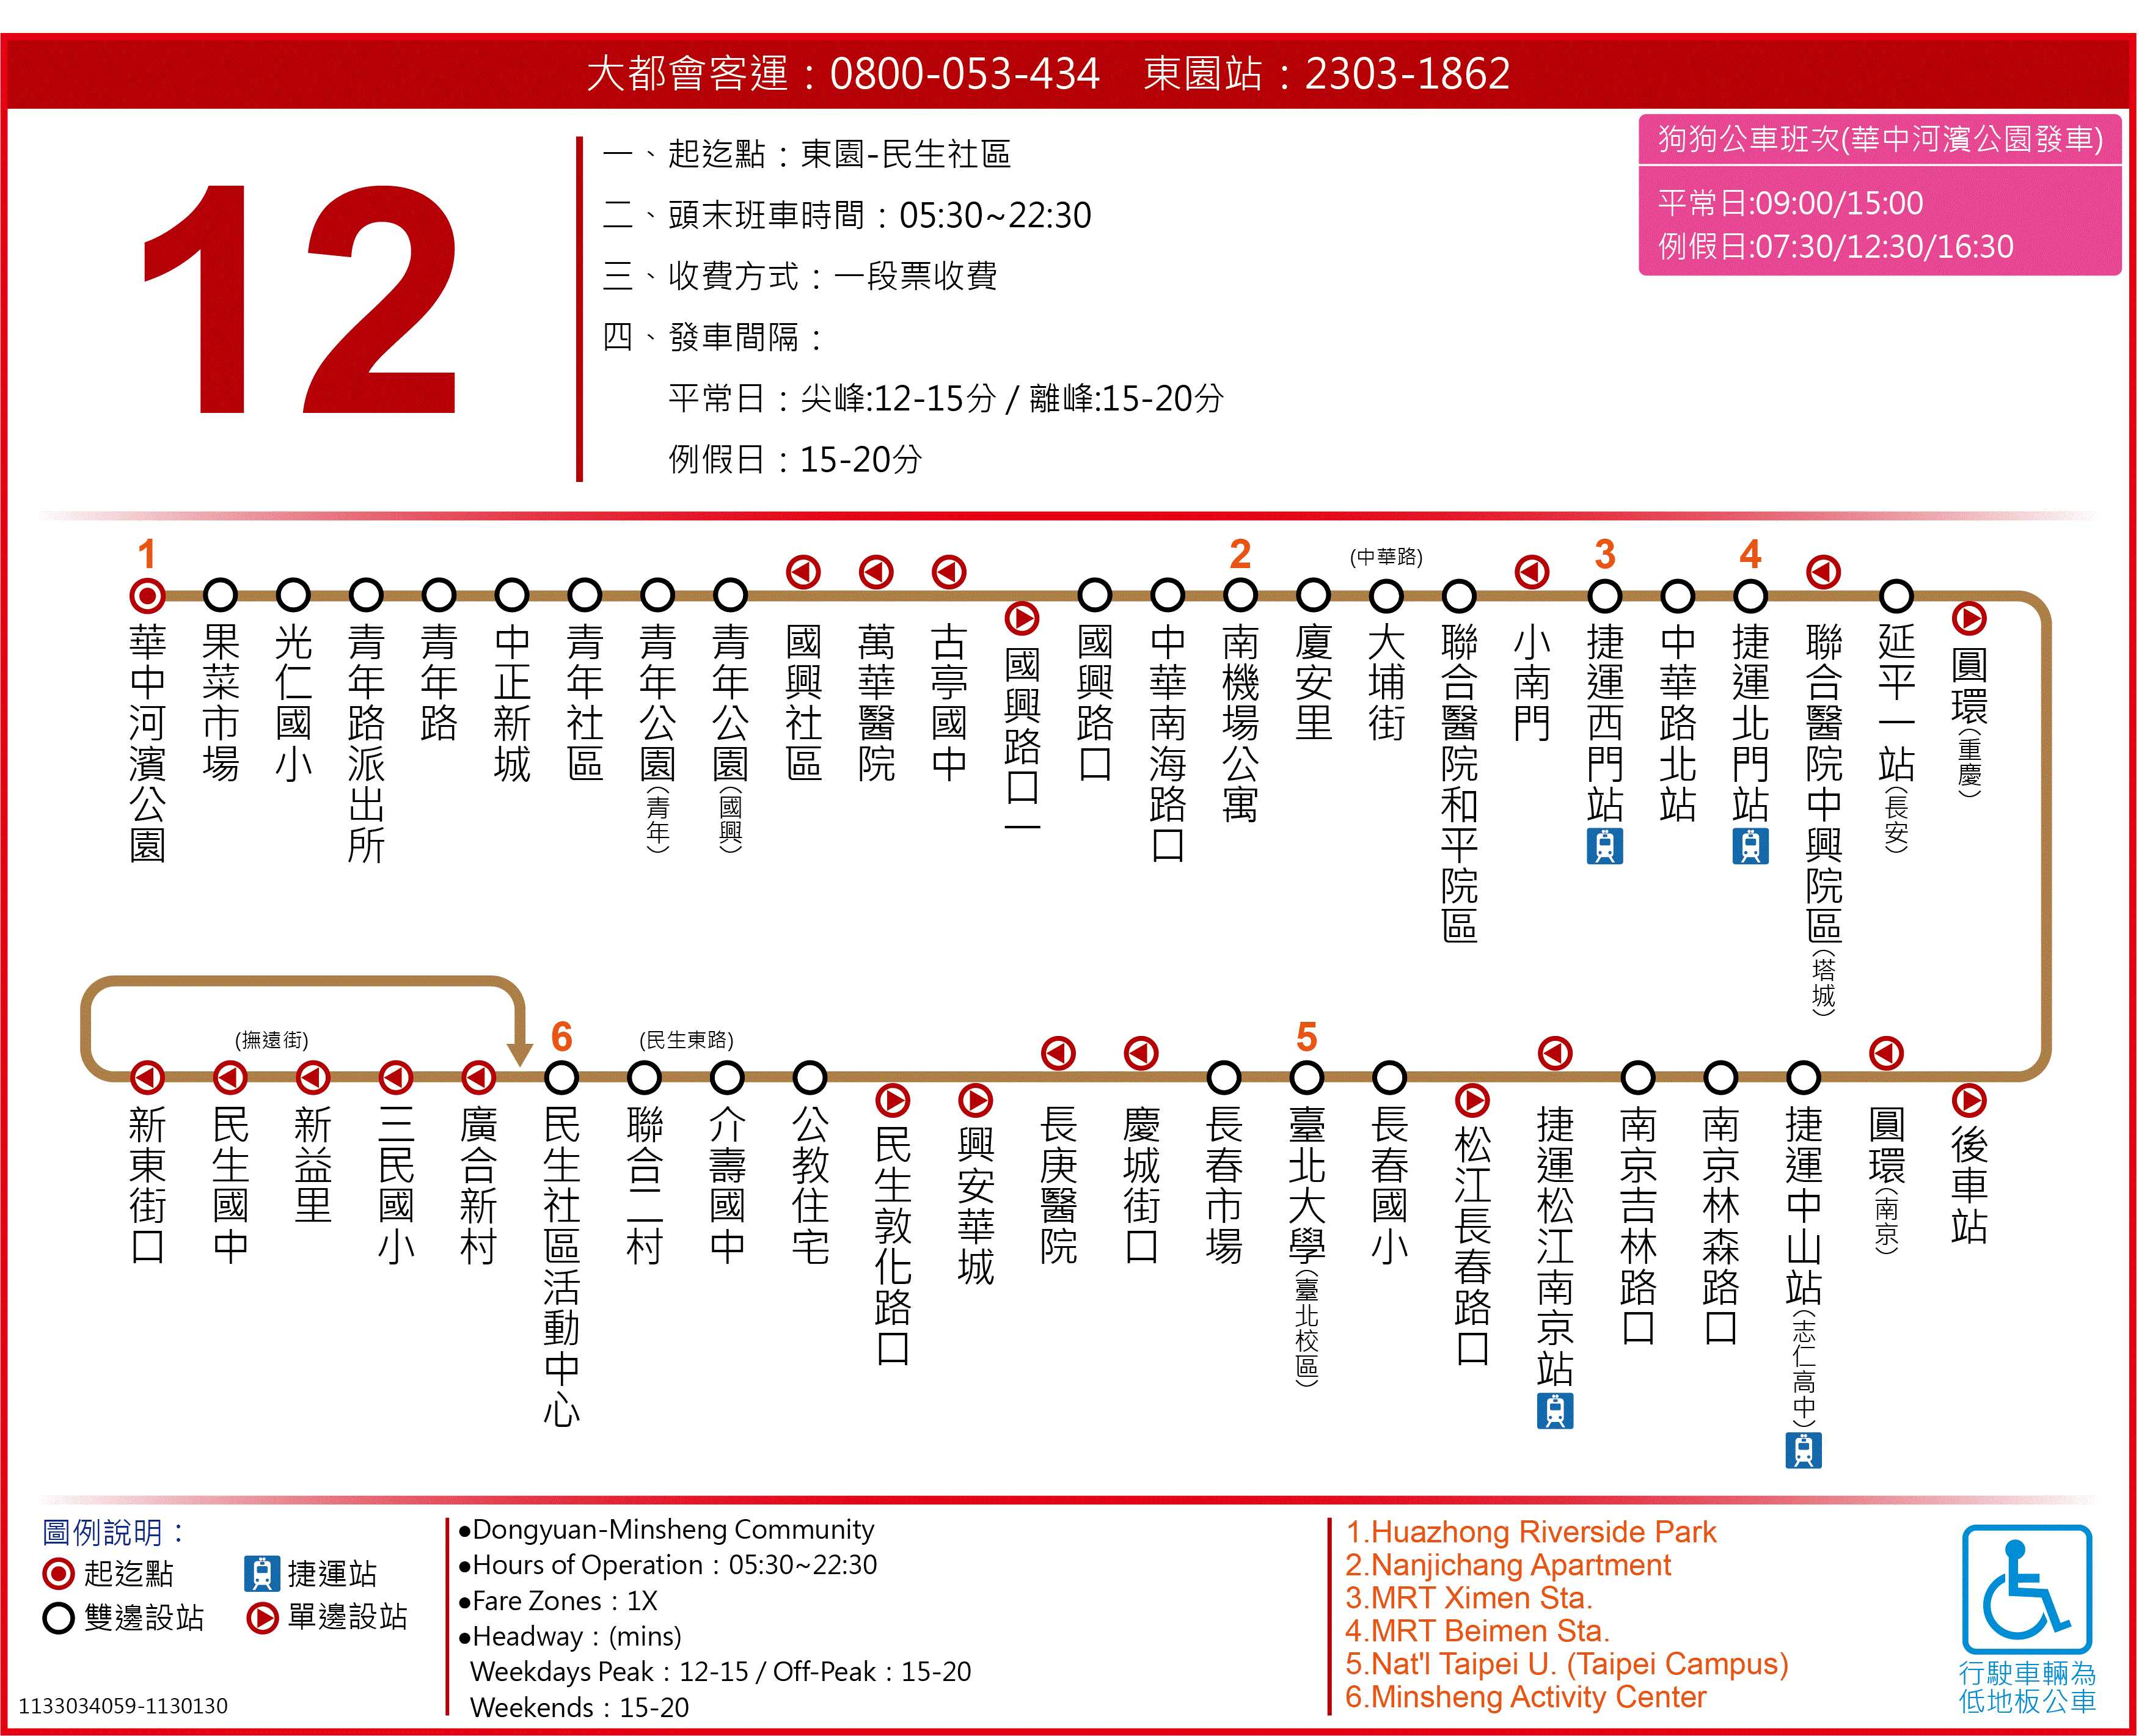 大都會客運：0800-053-434　東園站：2303-1862
12
一、起迄點：東園-民生社區
二、頭末班車時間：05:30~22:30
三、收費方式：一段票收費
四、發車間隔：
平常日：尖峰:12-15分 / 離峰:15-20分
例假日：15-20分
狗狗公車班次(華中河濱公園發車)
平常日:09:00/15:00
例假日:07:30/12:30/16:30
1
2
(中華路)
3
4
華中河濱公園
果菜市場
光仁國小
青年路派出所
青年路
中正新城
青年社區
青年公園(青年)
青年公園(國興)
國興社區
萬華醫院
古亭國中
國興路口一
國興路口
中華南海路口
南機場公寓
廈安里
大埔街
聯合醫院和平院區
小南門
捷運西門站
中華路北站
捷運北門站
聯合醫院中興院區(塔城)
延平一站(長安)
圓環(重慶)
(撫遠街)
6
(民生東路)
5
新東街口
民生國中
新益里
三民國小
廣合新村
民生社區活動中心
聯合二村
介壽國中
公教住宅
民生敦化路口
興安華城
長庚醫院
慶城街口
長春市場
臺北大學(臺北校區)
長春國小
松江長春路口
捷運松江南京站
南京吉林路口
南京林森路口
捷運中山站(志仁高中)
圓環(南京)
後車站
圖例說明：
起迄點
捷運站
雙邊設站
單邊設站
1133034059-1130130
●Dongyuan-Minsheng Community
●Hours of Operation：05:30~22:30
●Fare Zones：1X
●Headway：(mins)
Weekdays Peak：12-15 / Off-Peak：15-20
Weekends：15-20
1.Huazhong Riverside Park
2.Nanjichang Apartment
3.MRT Ximen Sta.
4.MRT Beimen Sta.
5.Nat'l Taipei U. (Taipei Campus)
6.Minsheng Activity Center
行駛車輛為
低地板公車